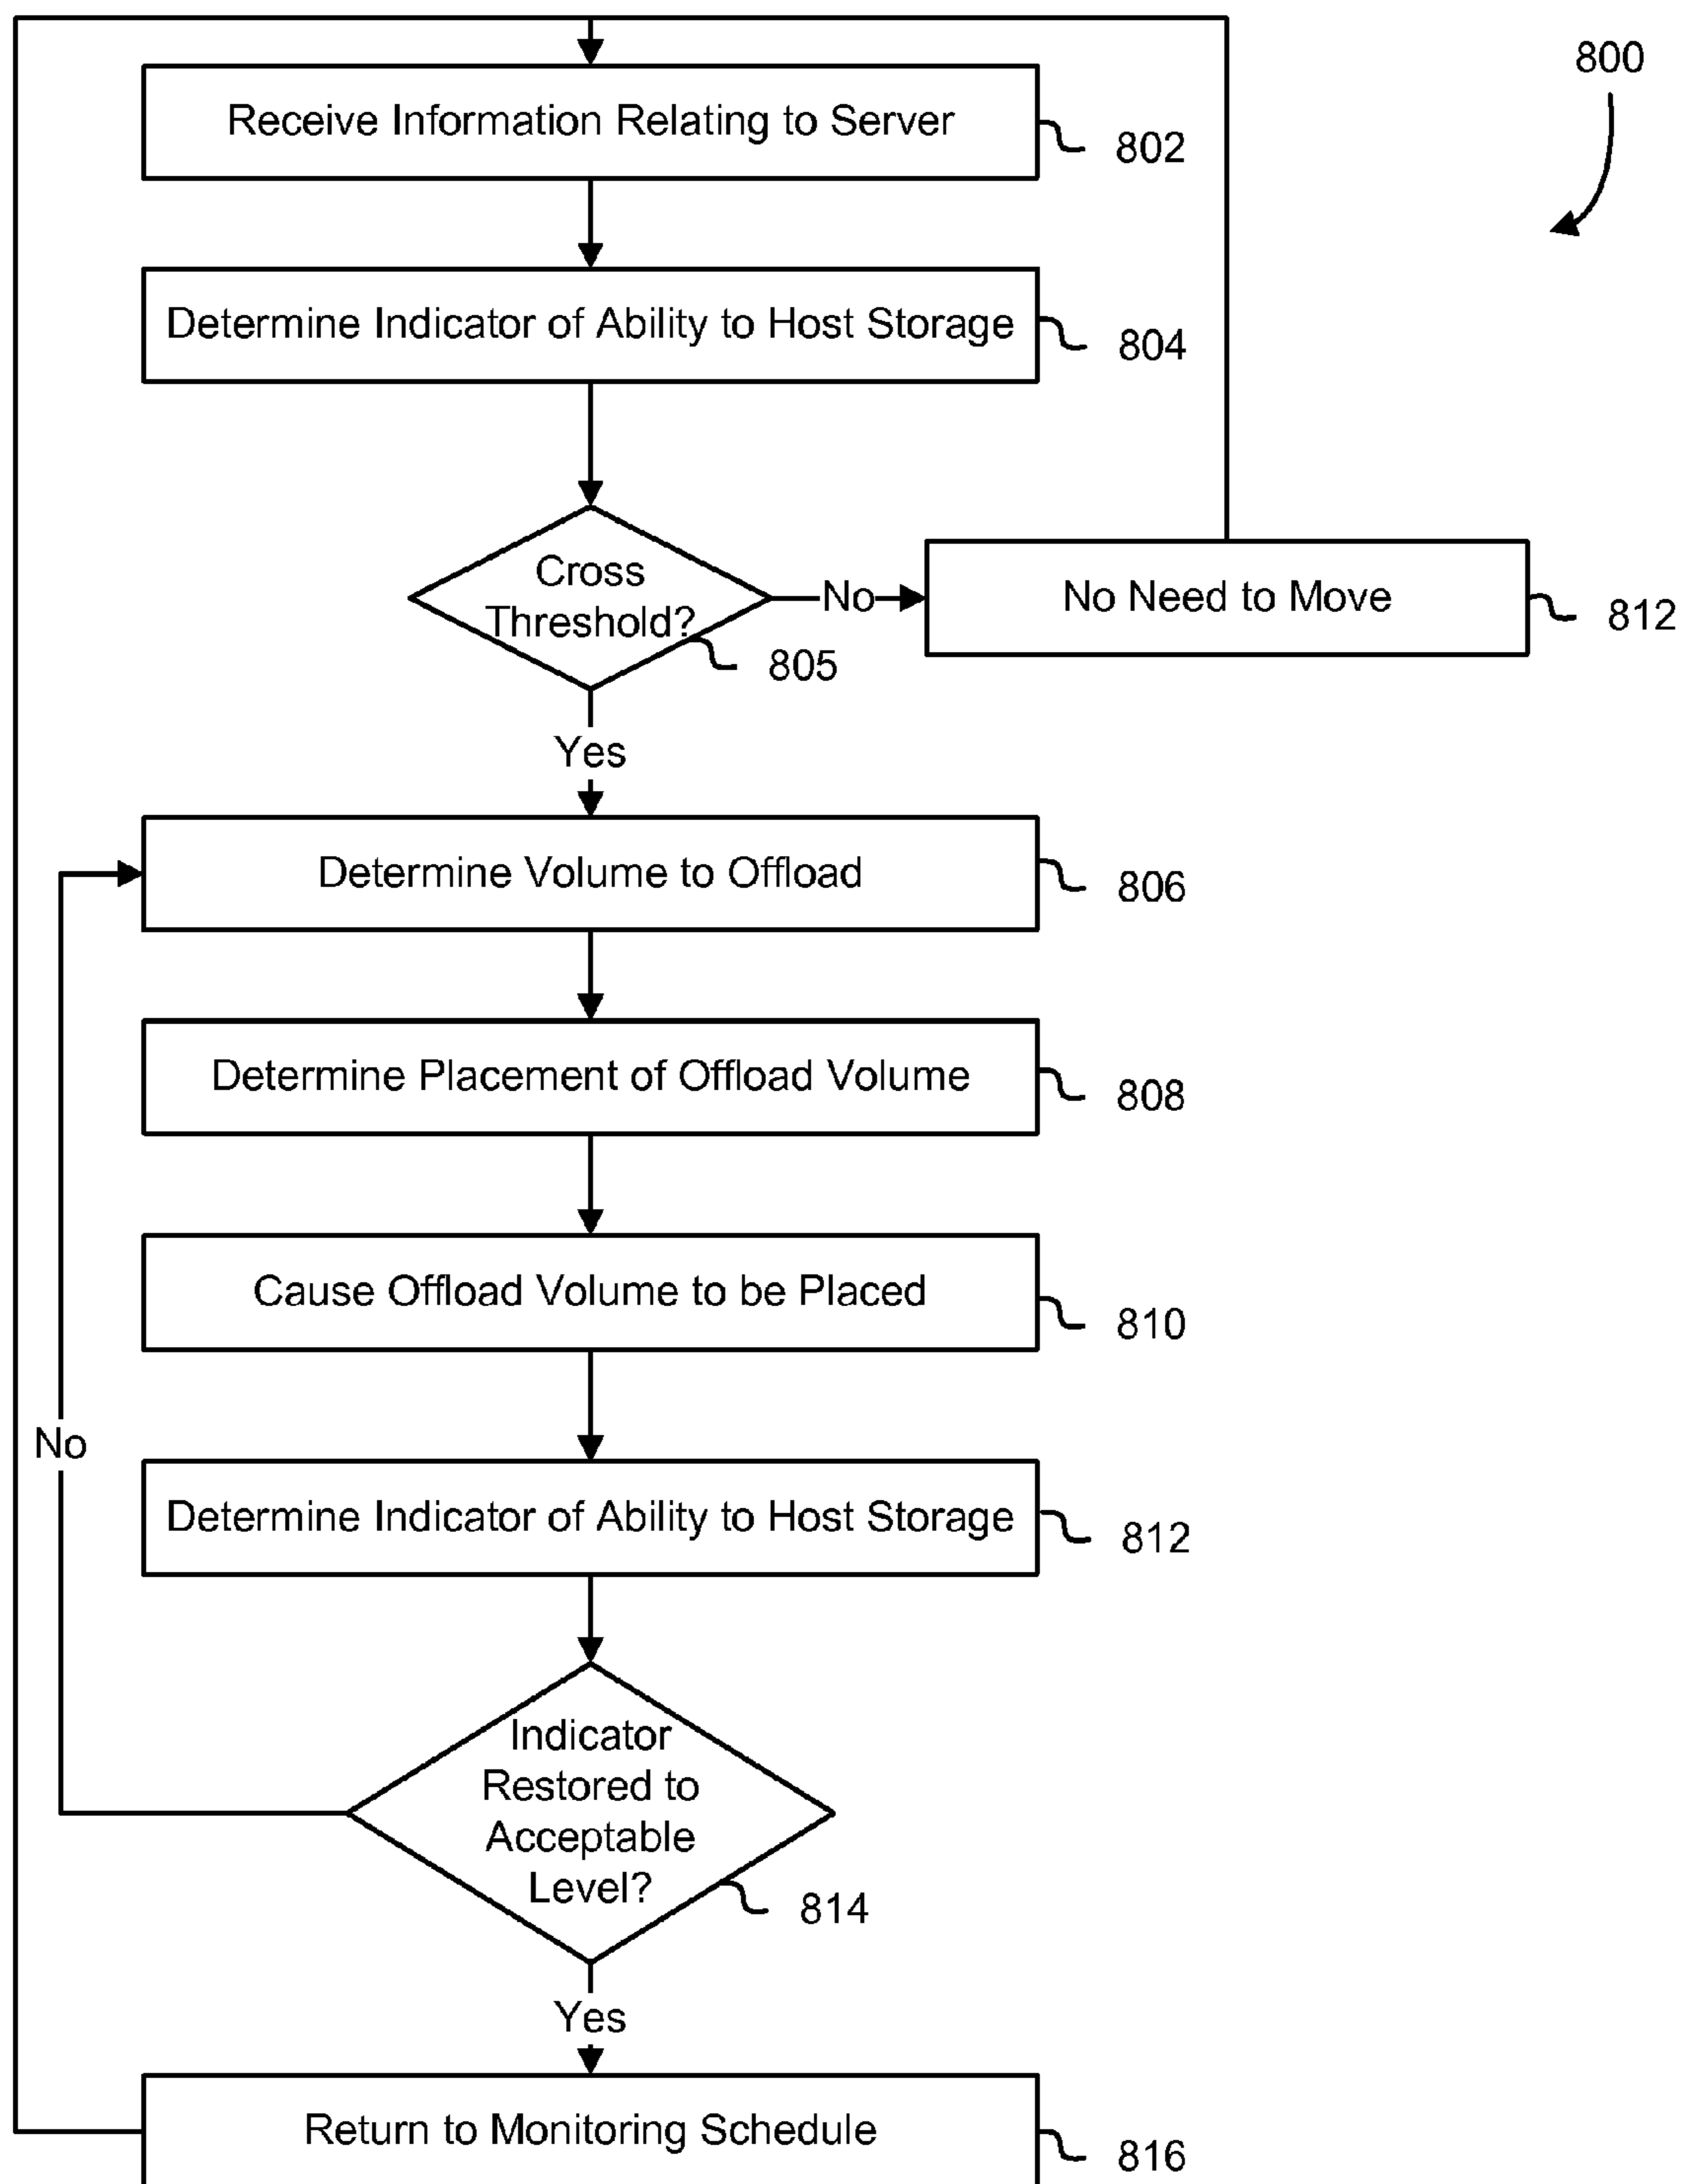 800
Receive Information Relating to Server
802
Determine Indicator of Ability to Host Storage
804
Cross
Threshold?
805
No
No Need to Move
812
Yes
Determine Volume to Offload
806
Determine Placement of Offload Volume
808
Cause Offload Volume to be Placed
810
No
Determine Indicator of Ability to Host Storage
812
Indicator
Restored to
Acceptable
Level?
814
Yes
Return to Monitoring Schedule
816